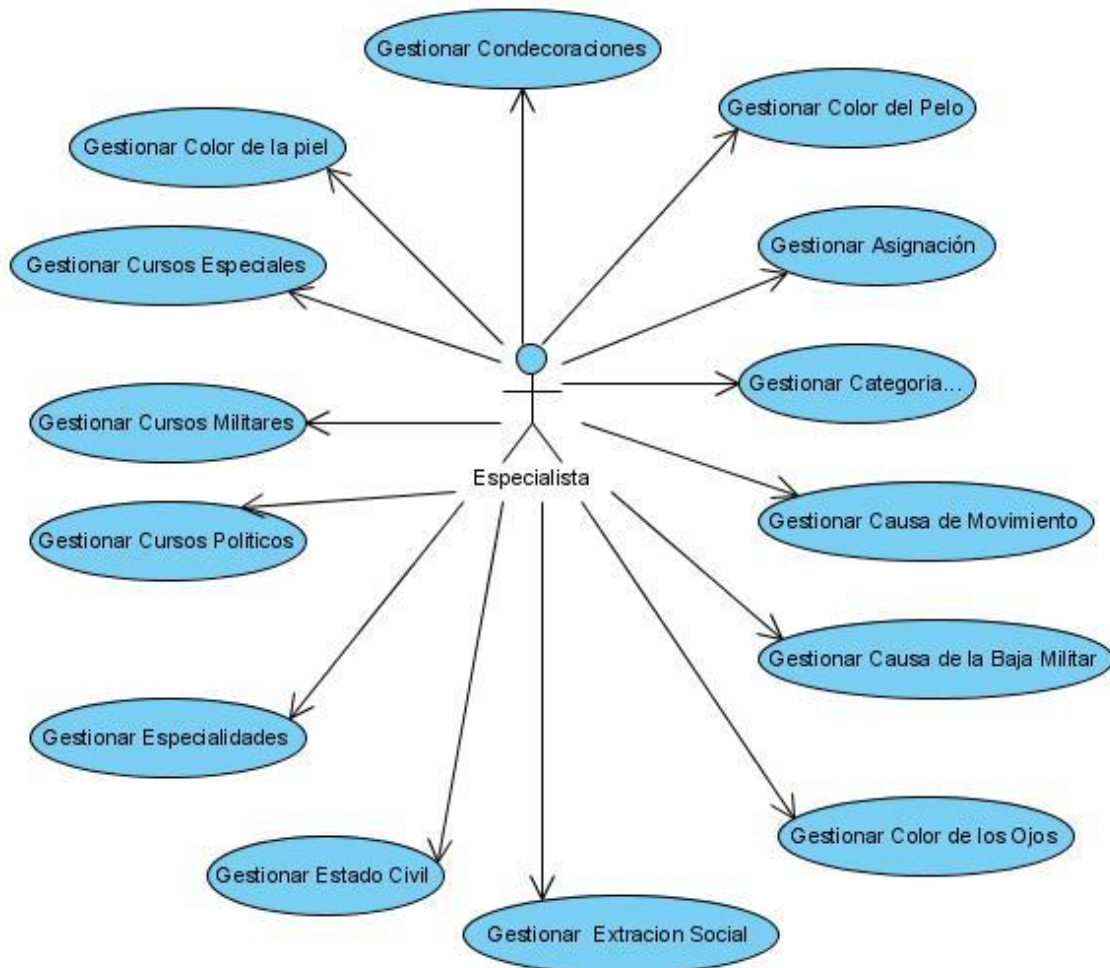 Gestionar Condecoraciones
Gestionar Color del Pelo
Gestionar Color de la piel
Gestionar Asignación
Gestionar Cursos Especiales
Gestionar Categoria...
Gestionar Cursos Militares
Especialista
Gestionar Causa de Movimiento
Gestionar Cursos Politicos
Gestionar Causa de la Baja Militar
Gestionar Especialidades
Gestionar Color de los Ojos
Gestionar Estado Civil
Gestionar Extracion Social